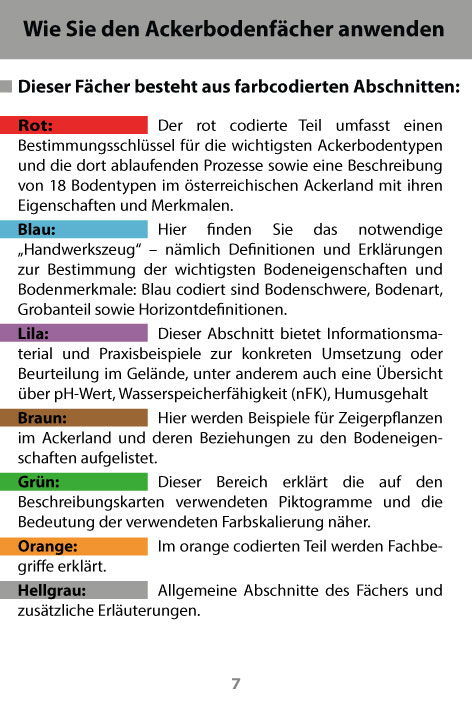 Wie Sie den Ackerbodenfächer anwenden
Dieser Fächer besteht aus farbcodierten Abschnitten:
Rot: Der rot codierte Teil umfasst einen
Bestimmungsschlüssel für die wichtigsten Ackerbodentypen
und die dort ablaufenden Prozesse sowie eine Beschreibung
von 18 Bodentypen im österreichischen Ackerland mit ihren
Eigenschaften und Merkmalen.
Blau: Hier finden Sie das notwendige
„Handwerkszeug“ – nämlich Definitionen und Erklärungen
zur Bestimmung der wichtigsten Bodeneigenschaften und
Bodenmerkmale: Blau codiert sind Bodenschwere, Bodenart,
Grobanteil sowie Horizontdefinitionen.
Lila: Dieser Abschnitt bietet Informationsma-
terial und Praxisbeispiele zur konkreten Umsetzung oder
Beurteilung im Gelände, unter anderem auch eine Übersicht
über pH-Wert, Wasserspeicherfähigkeit (nFK), Humusgehalt
Braun: Hier werden Beispiele für Zeigerpflanzen
im Ackerland und deren Beziehungen zu den Bodeneigen-
schaften aufgelistet.
Grün: Dieser Bereich erklärt die auf den
Beschreibungskarten verwendeten Piktogramme und die
Bedeutung der verwendeten Farbskalierung näher.
Orange: Im orange codierten Teil werden Fachbe-
griffe erklärt.
Hellgrau: Allgemeine Abschnitte des Fächers und
zusätzliche Erläuterungen.
7